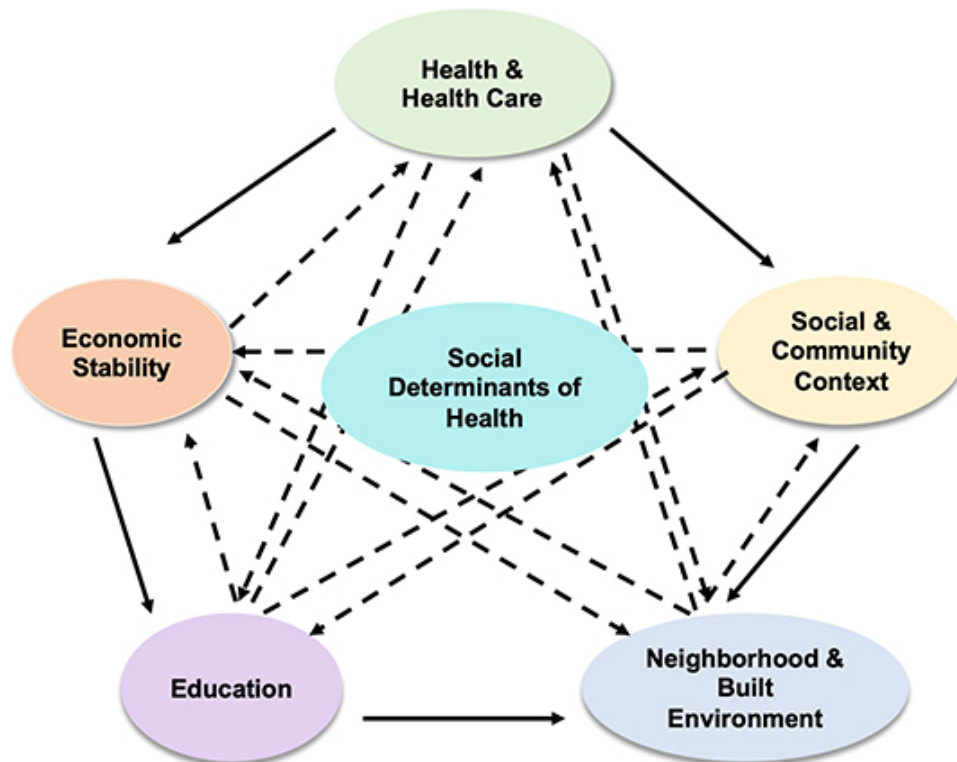 Health &
Health Care
Economic
Stability
Social
Determinants of
Health
Social &
Community
Context
Education
Neighborhood &
Built
Environment